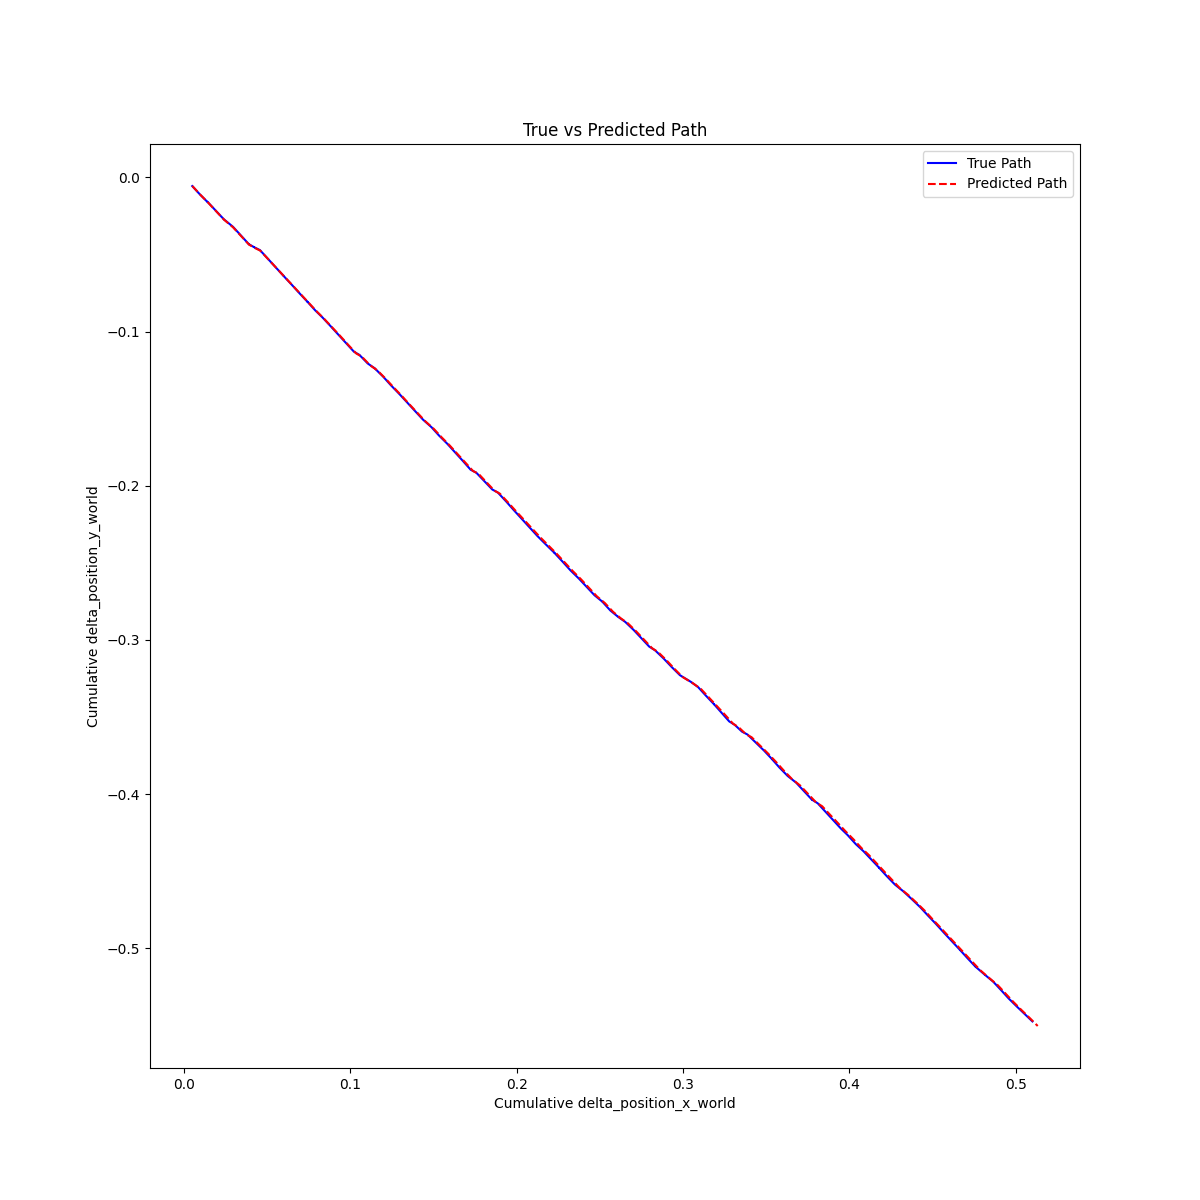 True vs Predicted Path
True Path
Predicted Path
0.0
−0.1
−0.2
−0.3
−0.4
−0.5
Cumulative delta_position_y_world
0.0
0.1
0.2
0.3
0.4
0.5
Cumulative delta_position_x_world